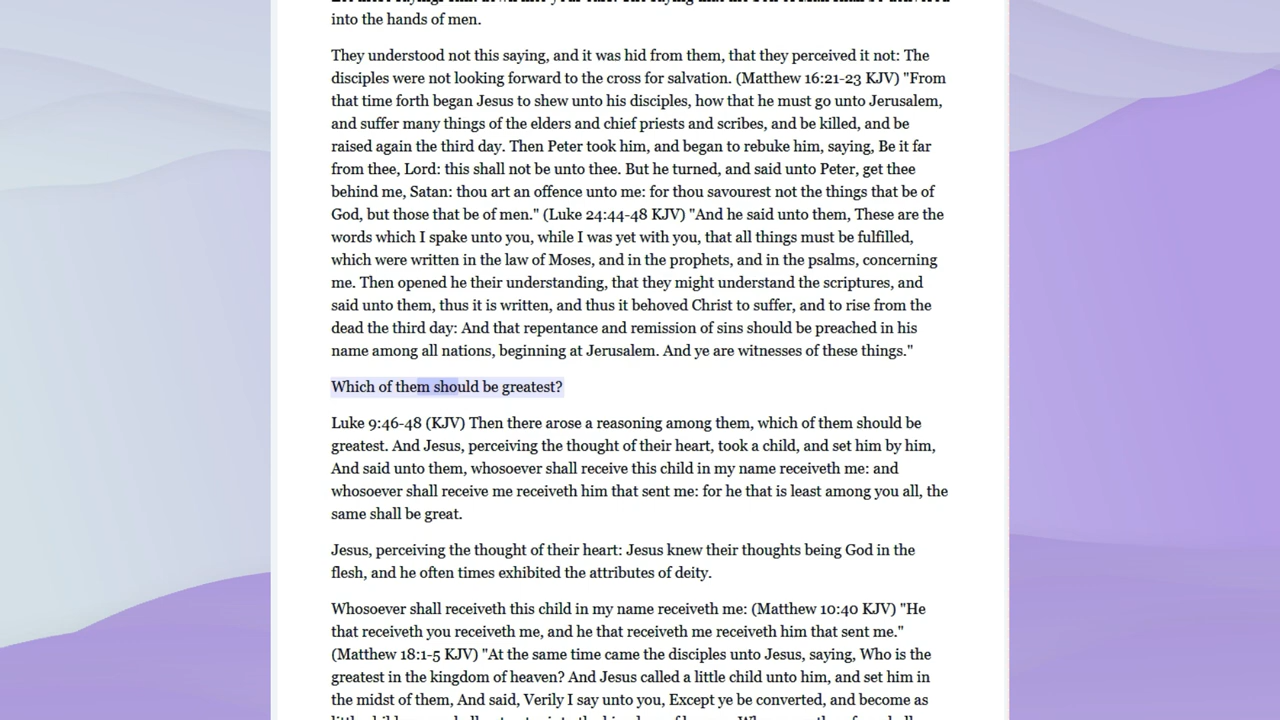 into the hands of men.
They understood not this saying, and it was hid from them, that they perceived it not: The
disciples were not looking forward to the cross for salvation. (Matthew 16:21-23 KJV) "From
that time forth began Jesus to shew unto his disciples, how that he must go unto Jerusalem,
and suffer many things of the elders and chief priests and scribes, and be killed, and be
raised again the third day. Then Peter took him, and began to rebuke him, saying, Be it far
from thee, Lord: this shall not be unto thee. But he turned, and said unto Peter, get thee
behind me, Satan: thou art an offence unto me: for thou savourest not the things that be of
God, but those that be of men." (Luke 24:44-48 KJV) "And he said unto them, These are the
words which I spake unto you, while I was yet with you, that all things must be fulfilled,
which were written in the law of Moses, and in the prophets, and in the psalms, concerning
me. Then opened he their understanding, that they might understand the scriptures, and
said unto them, thus it is written, and thus it behoved Christ to suffer, and to rise from the
dead the third day: And that repentance and remission of sins should be preached in his
name among all nations, beginning at Jerusalem. And ye are witnesses of these things."
Which of them should be greatest?
Luke 9:46-48 (KJV) Then there arose a reasoning among them, which of them should be
greatest. And Jesus, perceiving the thought of their heart, took a child, and set him by him,
And said unto them, whosoever shall receive this child in my name receiveth me: and
whosoever shall receive me receiveth him that sent me: for he that is least among you all, the
same shall be great.
Jesus, perceiving the thought of their heart: Jesus knew their thoughts being God in the
flesh, and he often times exhibited the attributes of deity.
Whosoever shall receiveth this child in my name receiveth me: (Matthew 10:40 KJV) "He
that receiveth you receiveth me, and he that receiveth me receiveth him that sent me."
(Matthew 18:1-5 KJV) "At the same time came the disciples unto Jesus, saying, Who is the
greatest in the kingdom of heaven? And Jesus called a little child unto him, and set him in
the midst of them, And said, Verily I say unto you, Except ye be converted, and become as